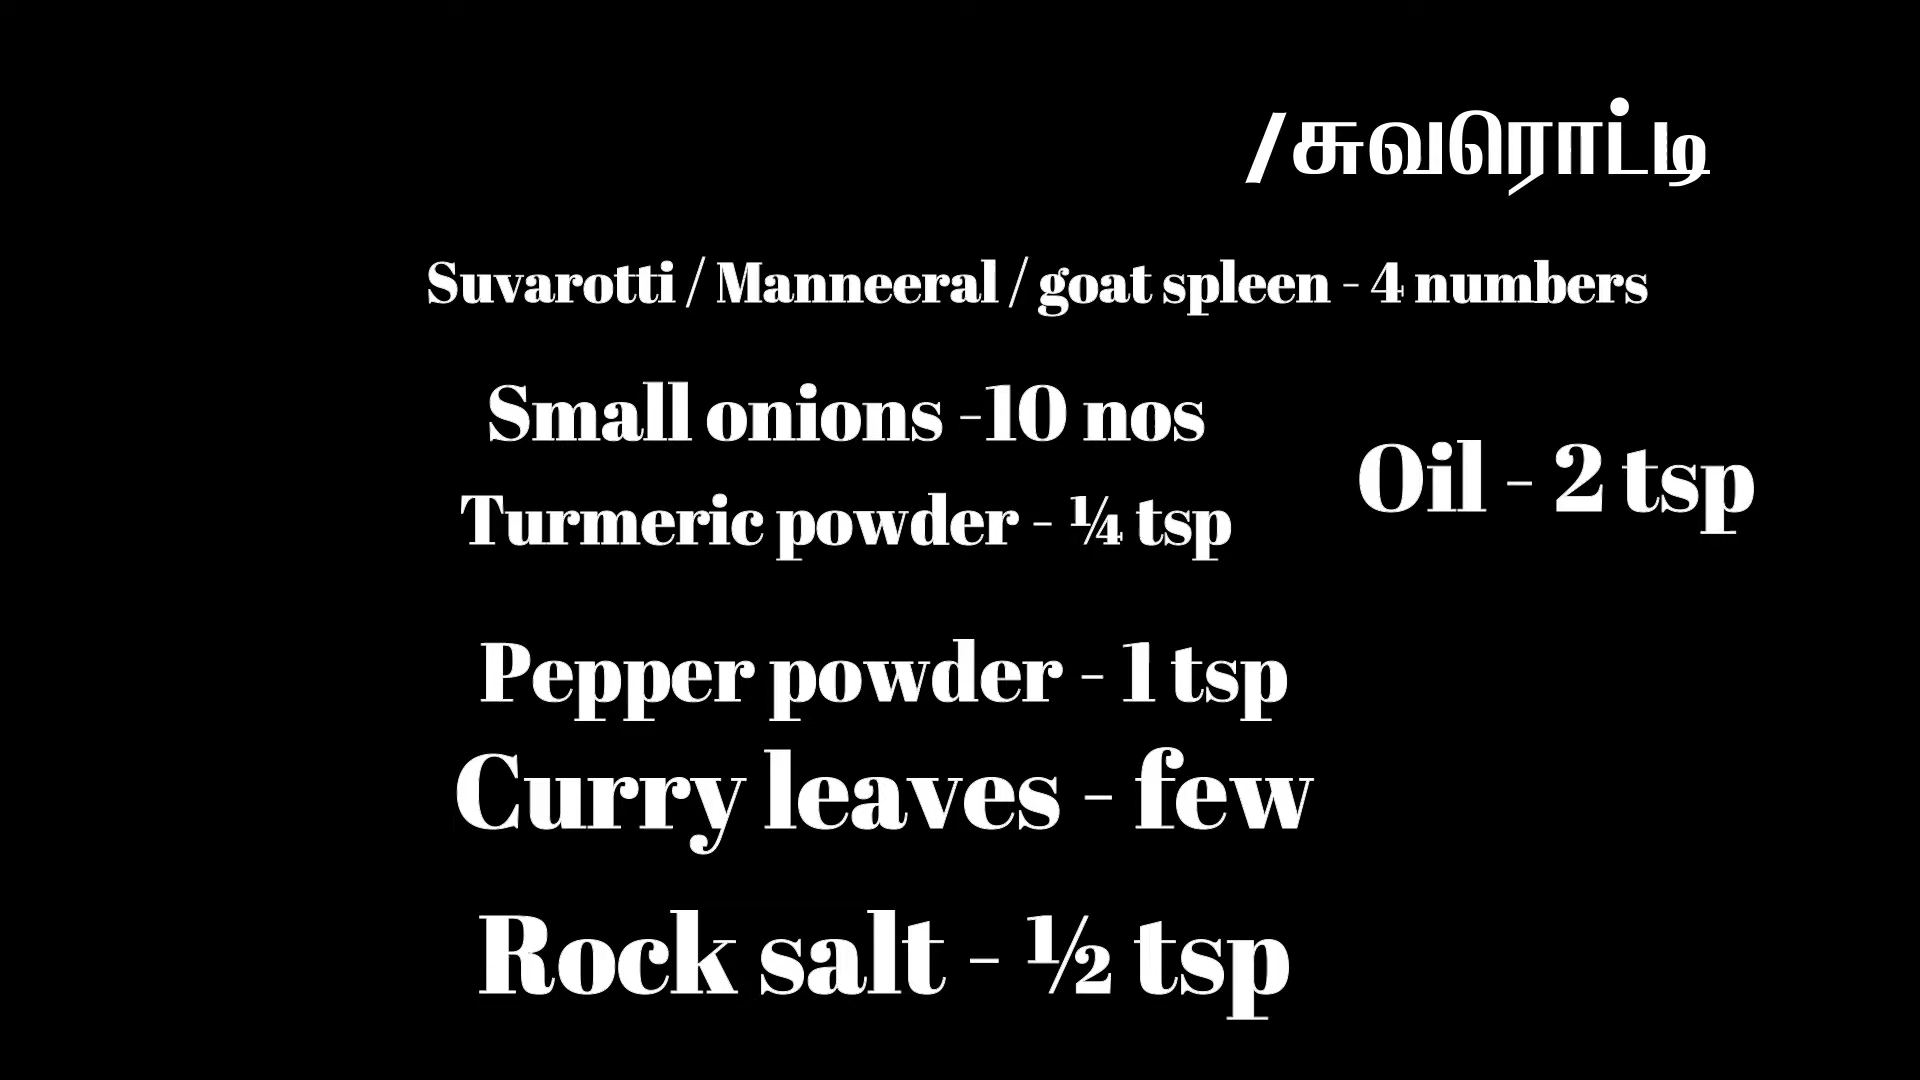 /சுவரொட்டி
Suvarotti / Manneeral / goat spleen - 4 numbers
Small onions -10 nos
Oil - 2 tsp
Turmeric powder - ¼ tsp
Pepper powder - 1 tsp
Curry leaves - few
Rock salt - ½ tsp